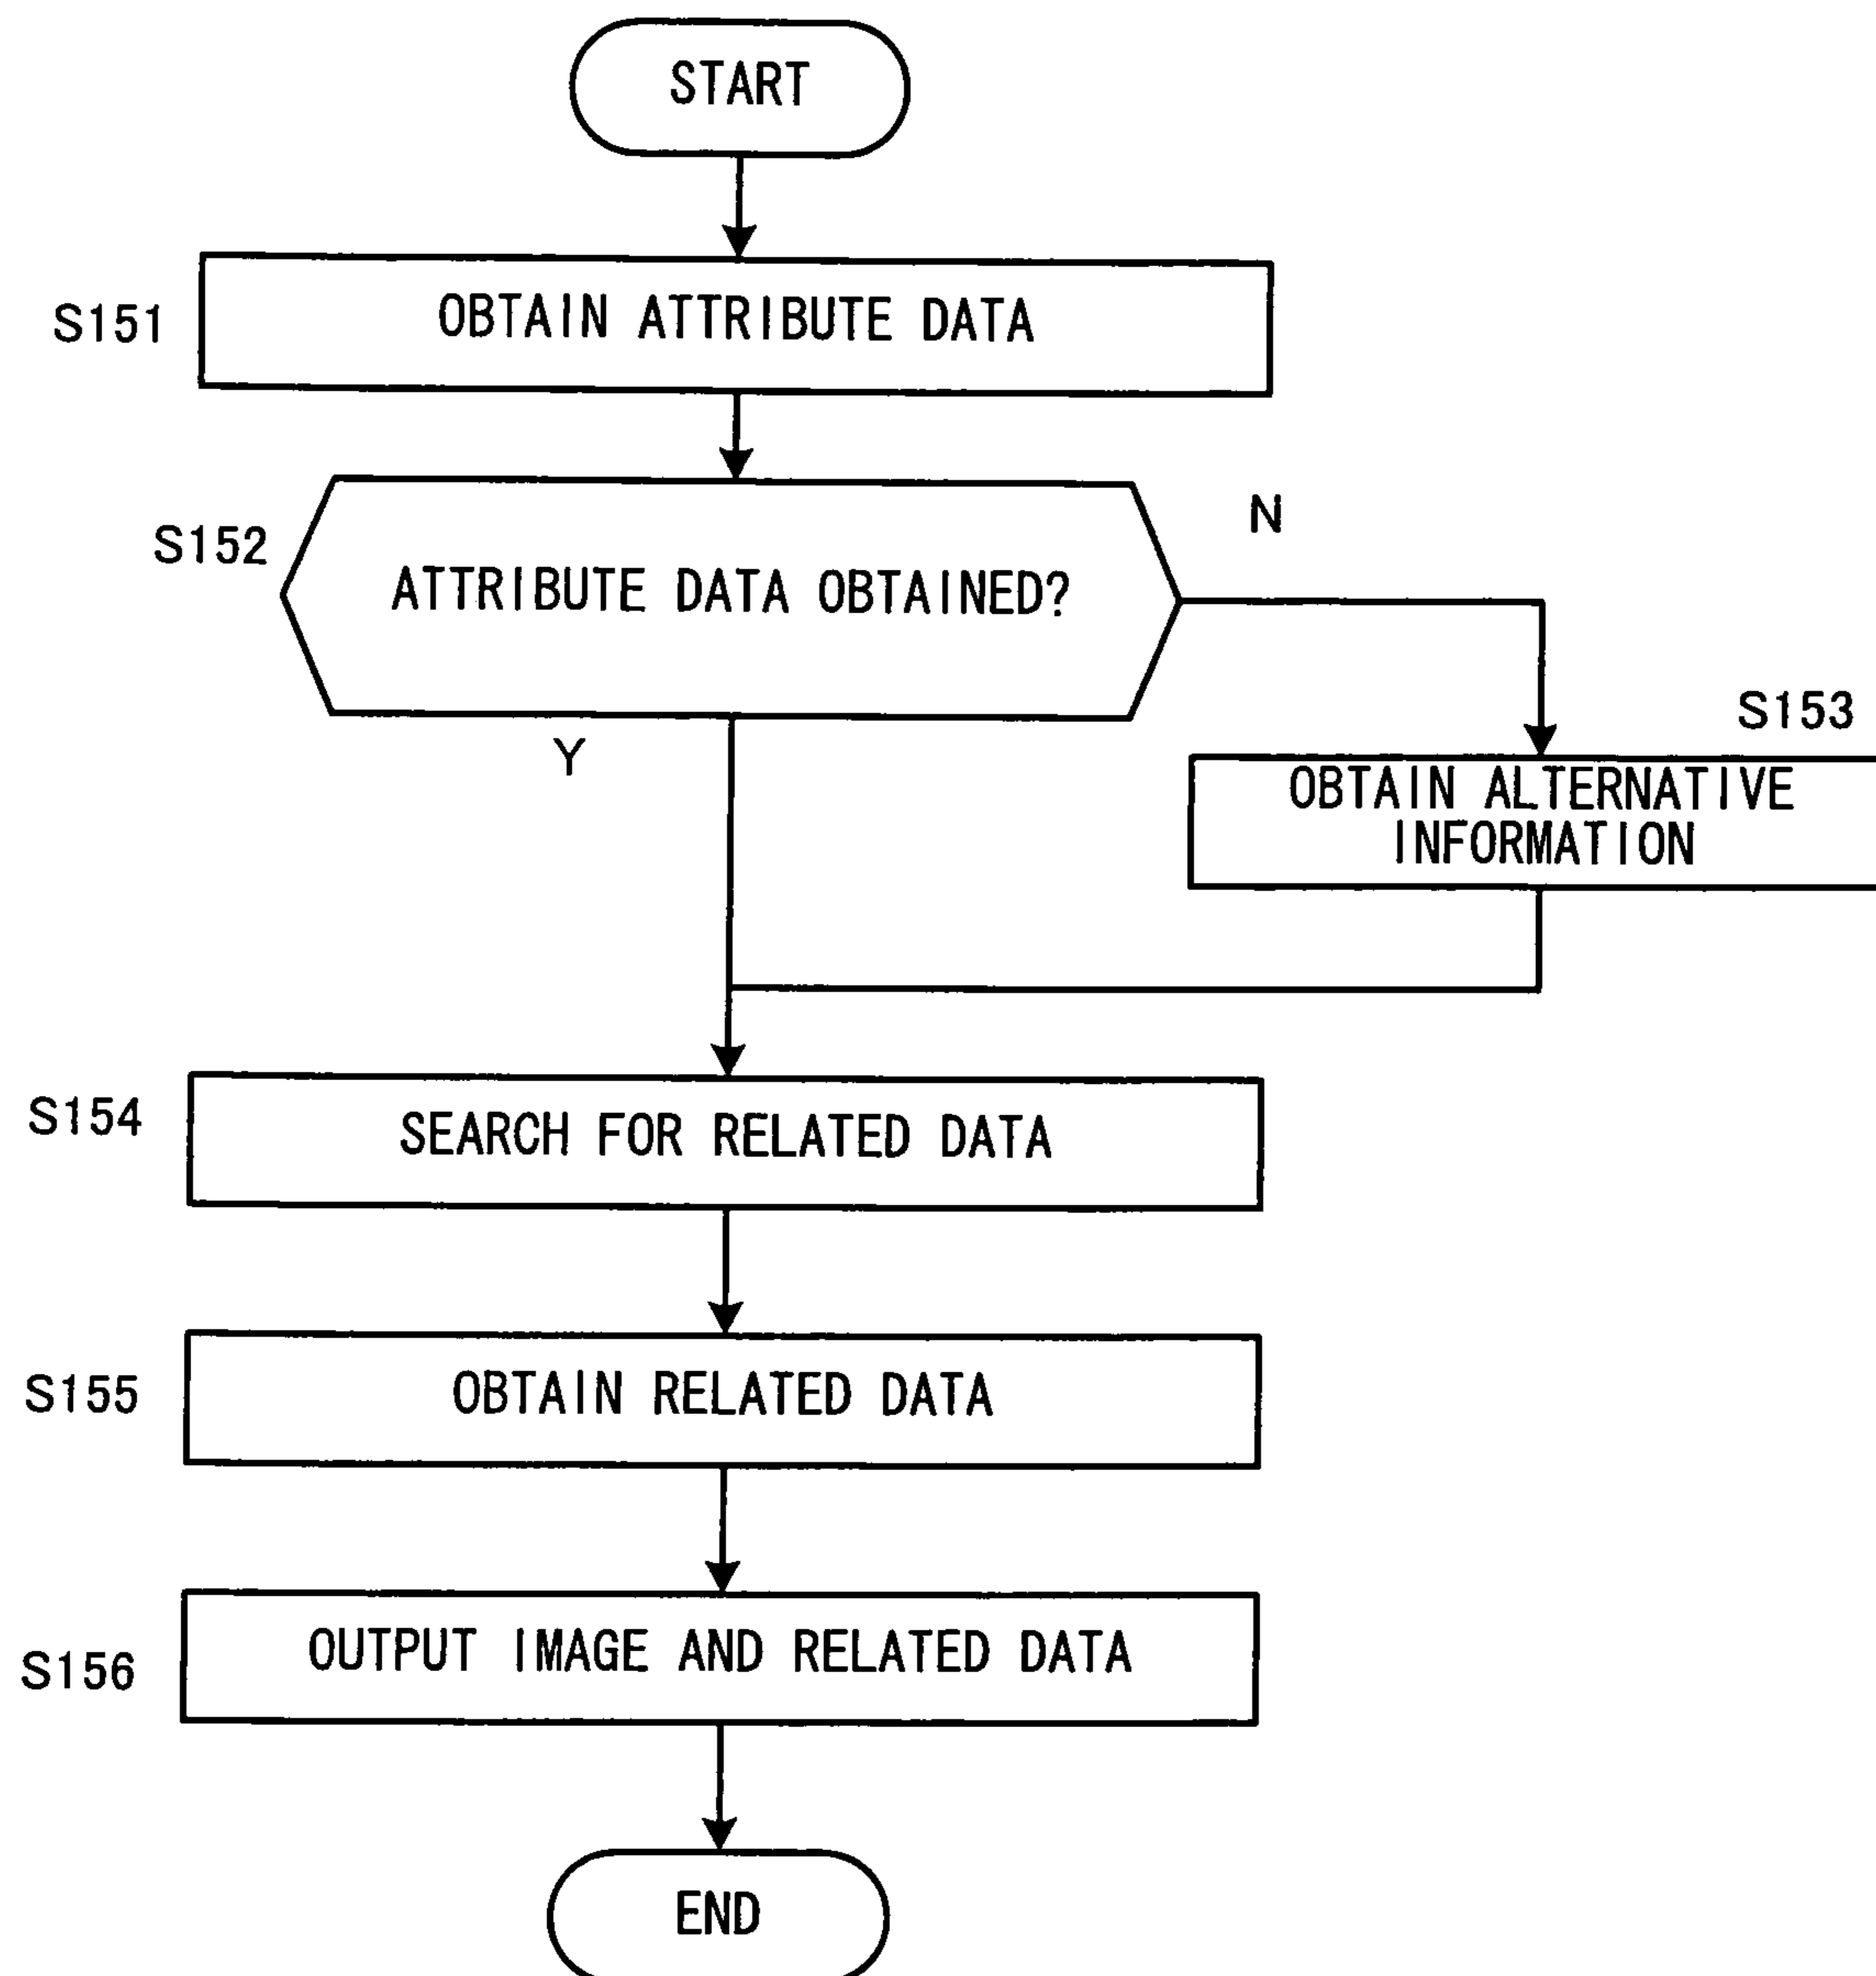 START
S151
OBTAIN ATTRIBUTE DATA
S152
ATTRIBUTE DATA OBTAINED?
N
Y
S153
OBTAIN ALTERNATIVE
INFORMATION
S154
SEARCH FOR RELATED DATA
S155
OBTAIN RELATED DATA
S156
OUTPUT IMAGE AND RELATED DATA
END